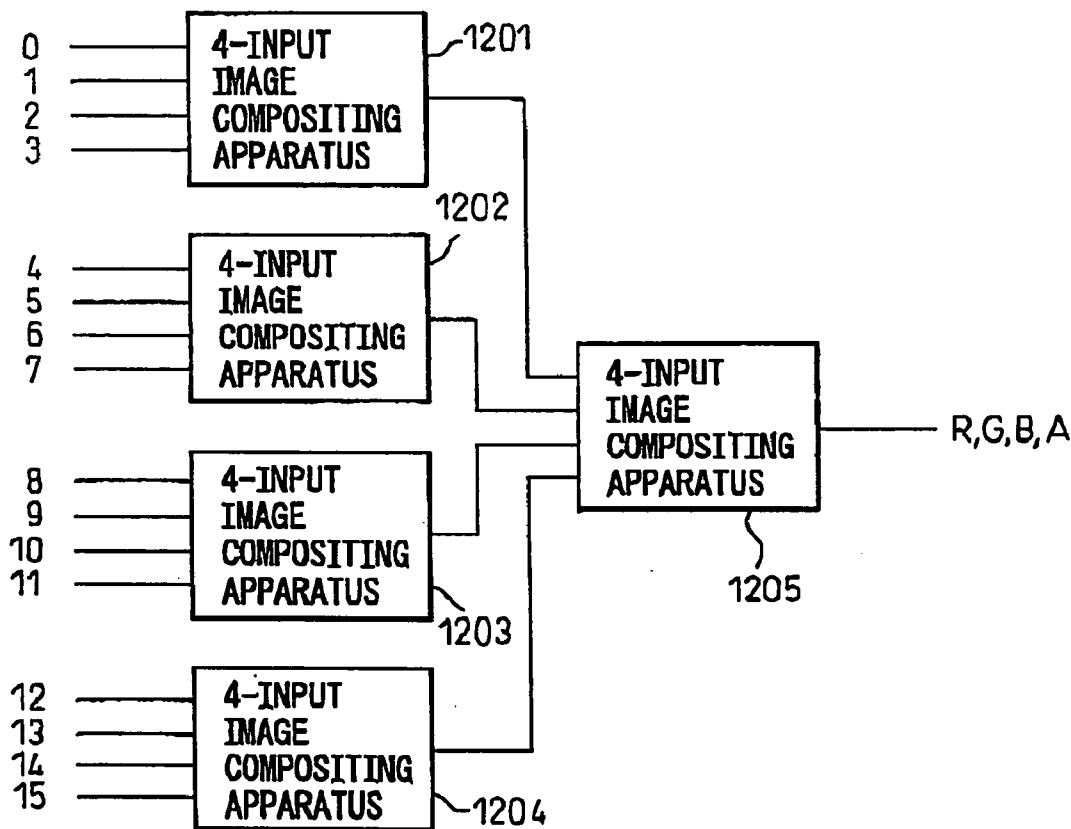 0
1
2
3
4-INPUT
IMAGE
COMPOSITING
APPARATUS
1201
4
5
6
7
4-INPUT
IMAGE
COMPOSITING
APPARATUS
1202
8
9
10
11
4-INPUT
IMAGE
COMPOSITING
APPARATUS
1203
12
13
14
15
4-INPUT
IMAGE
COMPOSITING
APPARATUS
1204
4-INPUT
IMAGE
COMPOSITING
APPARATUS
1205
R,G,B,A